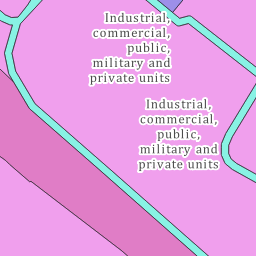 Industrial,
commercial,
public,
military and
private units
Industrial,
commercial,
public,
military and
private units